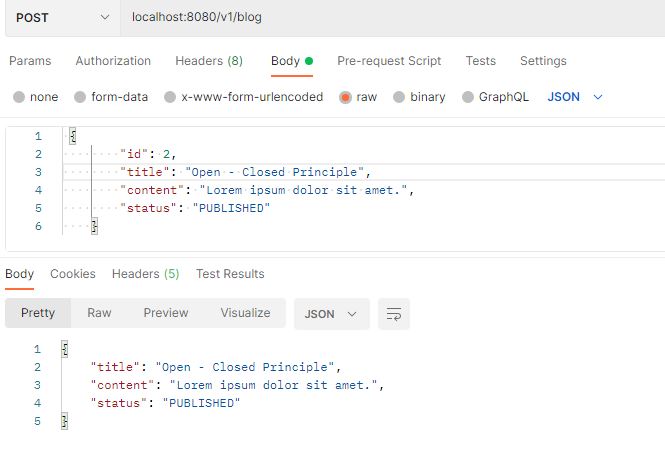 POST localhost:8080/v1/blog
Params Authorization Headers (8) Body Pre-request Script Tests Settings
none form-data x-www-form-urlencoded raw binary GraphQL JSON
1 {
2 "id": 2,
3 "title": "Open - Closed Principle",
4 "content": "Lorem ipsum dolor sit amet.",
5 "status": "PUBLISHED"
6 }
Body Cookies Headers (5) Test Results
Pretty Raw Preview Visualize JSON
1 {
2 "title": "Open - Closed Principle",
3 "content": "Lorem ipsum dolor sit amet.",
4 "status": "PUBLISHED"
5 }